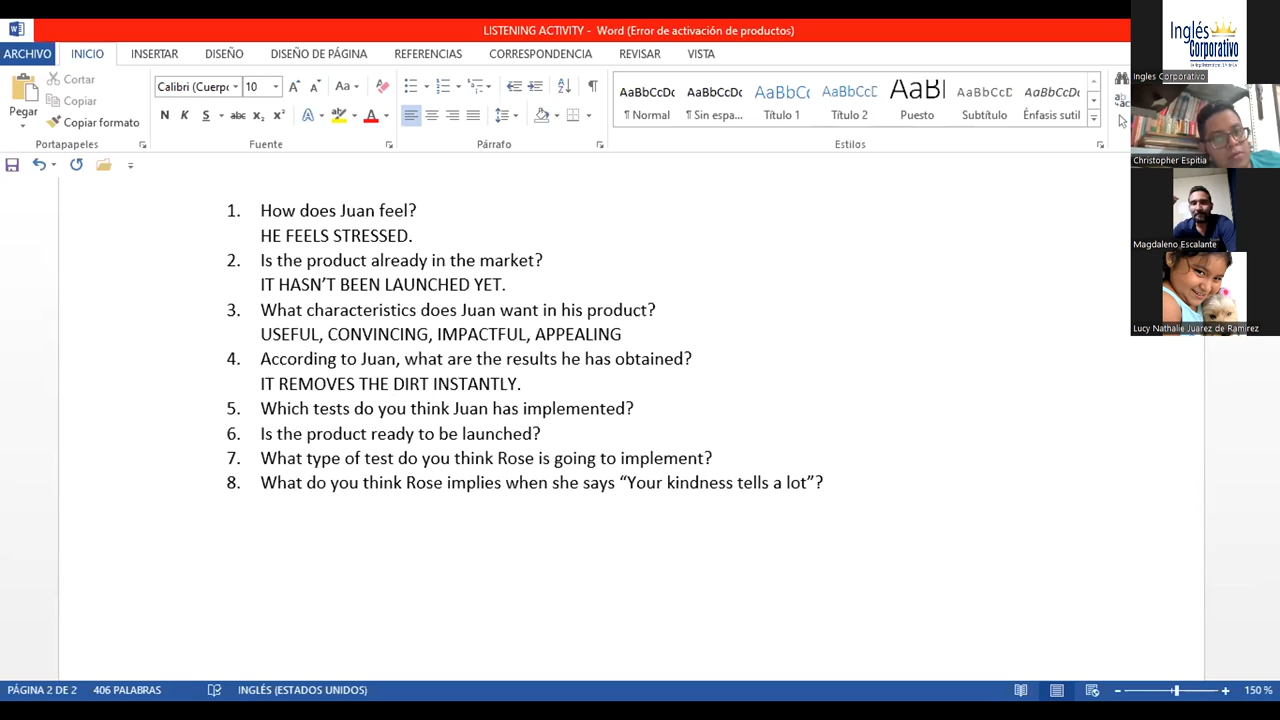 LISTENING ACTIVITY - Word (Error de activación de productos)
ARCHIVO INICIO INSERTAR DISEÑO DISEÑO DE PÁGINA REFERENCIAS CORRESPONDENCIA REVISAR VISTA
Pegar
Cortar
Copiar
Copiar formato
Portapapeles
Calibri (Cuerpo 10
Aa
N K S abc x₂ x² A A
Fuente
Párrafo
AaBbCcDc AaBbCcDc AaBbCc AaBbCcD AaBl AaBbCcD AaBbCcDc
¶ Normal ¶ Sin espa... Título 1 Título 2 Puesto Subtítulo Énfasis sutil
Estilos
Inglés
Corporativo
Ingles Corporativo
Christopher Espitia
Magdaleno Escalante
Lucy Nathalie Juarez de Ramirez
1. How does Juan feel?
HE FEELS STRESSED.
2. Is the product already in the market?
IT HASN’T BEEN LAUNCHED YET.
3. What characteristics does Juan want in his product?
USEFUL, CONVINCING, IMPACTFUL, APPEALING
4. According to Juan, what are the results he has obtained?
IT REMOVES THE DIRT INSTANTLY.
5. Which tests do you think Juan has implemented?
6. Is the product ready to be launched?
7. What type of test do you think Rose is going to implement?
8. What do you think Rose implies when she says “Your kindness tells a lot”?
PÁGINA 2 DE 2 406 PALABRAS INGLÉS (ESTADOS UNIDOS) 150 %